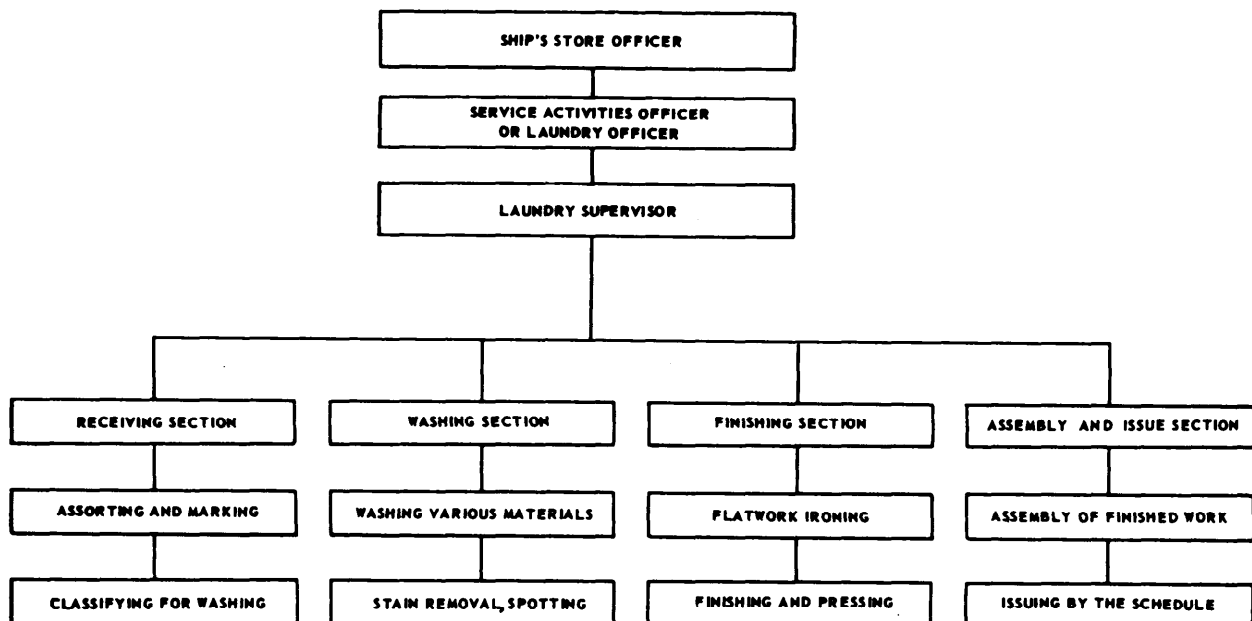 SHIP'S STORE OFFICER
SERVICE ACTIVITIES OFFICER
OR LAUNDRY OFFICER
LAUNDRY SUPERVISOR
RECEIVING SECTION
WASHING SECTION
FINISHING SECTION
ASSEMBLY AND ISSUE SECTION
ASSORTING AND MARKING
WASHING VARIOUS MATERIALS
FLATWORK IRONING
ASSEMBLY OF FINISHED WORK
CLASSIFYING FOR WASHING
STAIN REMOVAL, SPOTTING
FINISHING AND PRESSING
ISSUING BY THE SCHEDULE